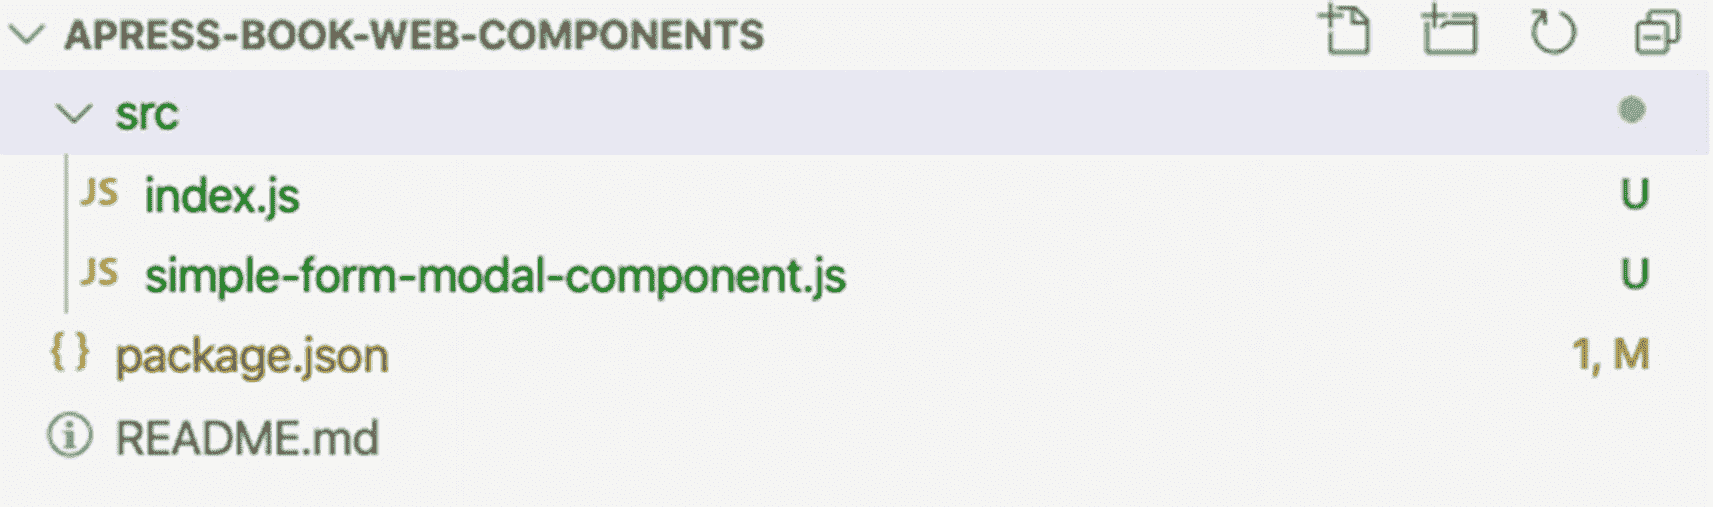 APRESS-BOOK-WEB-COMPONENTS
src
JS index.js U
JS simple-form-modal-component.js U
{} package.json 1, M
README.md